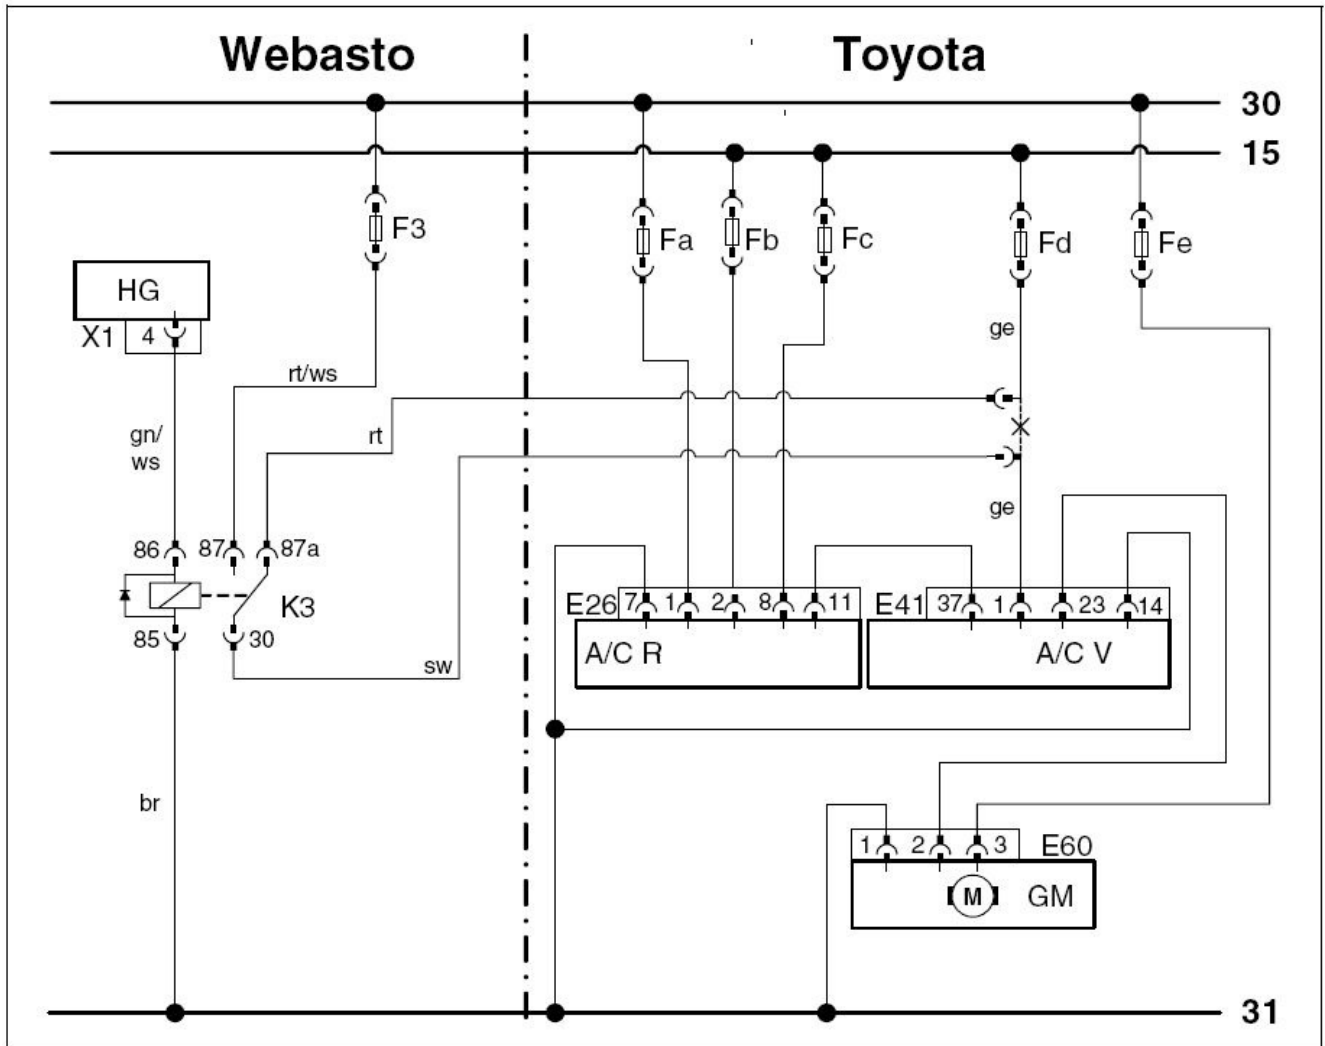 Webasto
Toyota
30
15
F3
Fa
Fb
Fc
Fd
Fe
HG
X1 4
ge
rt/ws
gn/
ws
rt
ge
86
87
87a
K3
85
30
E26 7 1 2 8 11
E41 37 1 23 14
A/C R
A/C V
sw
br
1 2 3 E60
M
GM
31